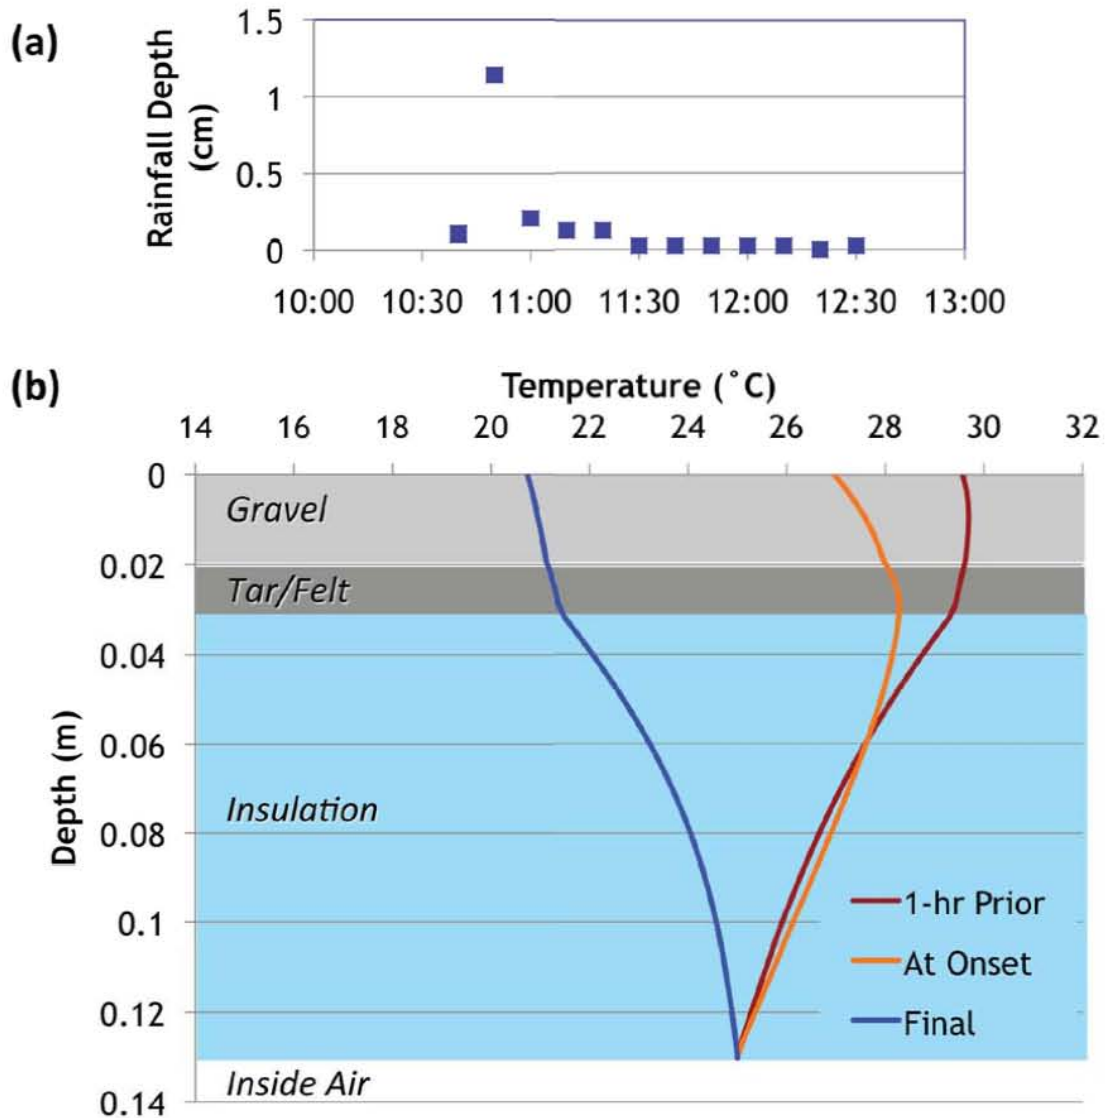 (a)
Rainfall Depth
(cm)
1.5
1
0.5
0
10:00 10:30 11:00 11:30 12:00 12:30 13:00
(b)
Temperature (˚C)
14 16 18 20 22 24 26 28 30 32
Depth (m)
0
0.02
0.04
0.06
0.08
0.1
0.12
0.14
Gravel
Tar/Felt
Insulation
Inside Air
1-hr Prior
At Onset
Final